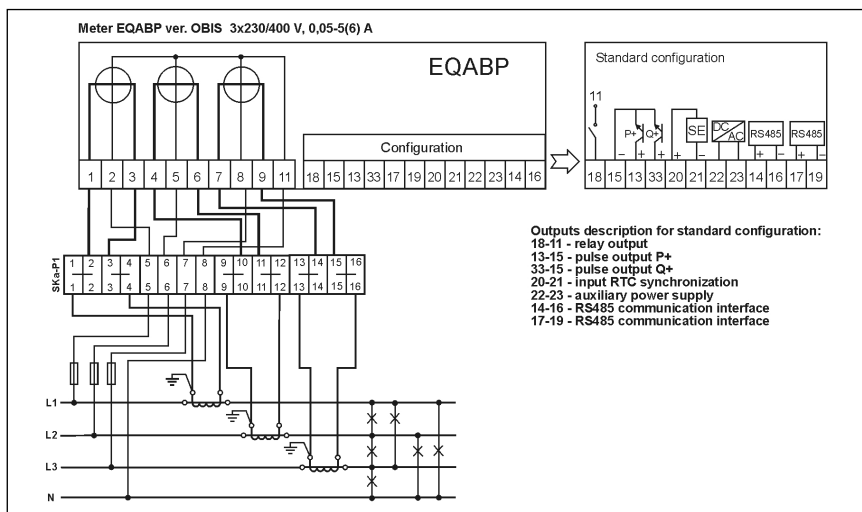 Meter EQABP ver. OBIS 3x230/400 V, 0,05-5(6) A
EQABP
Configuration
1 2 3 4 5 6 7 8 9 11
18 15 13 33 17 19 20 21 22 23 14 16
Standard configuration
11
P+ Q+ SE DC AC RS485 RS485
− + + + − + − + −
18 15 13 33 20 21 22 23 14 16 17 19
Outputs description for standard configuration:
18-11 - relay output
13-15 - pulse output P+
33-15 - pulse output Q+
20-21 - input RTC synchronization
22-23 - auxiliary power supply
14-16 - RS485 communication interface
17-19 - RS485 communication interface
SKa-P1
1 2 3 4 5 6 7 8 9 10 11 12 13 14 15 16
1 2 3 4 5 6 7 8 9 10 11 12 13 14 15 16
L1
L2
L3
N